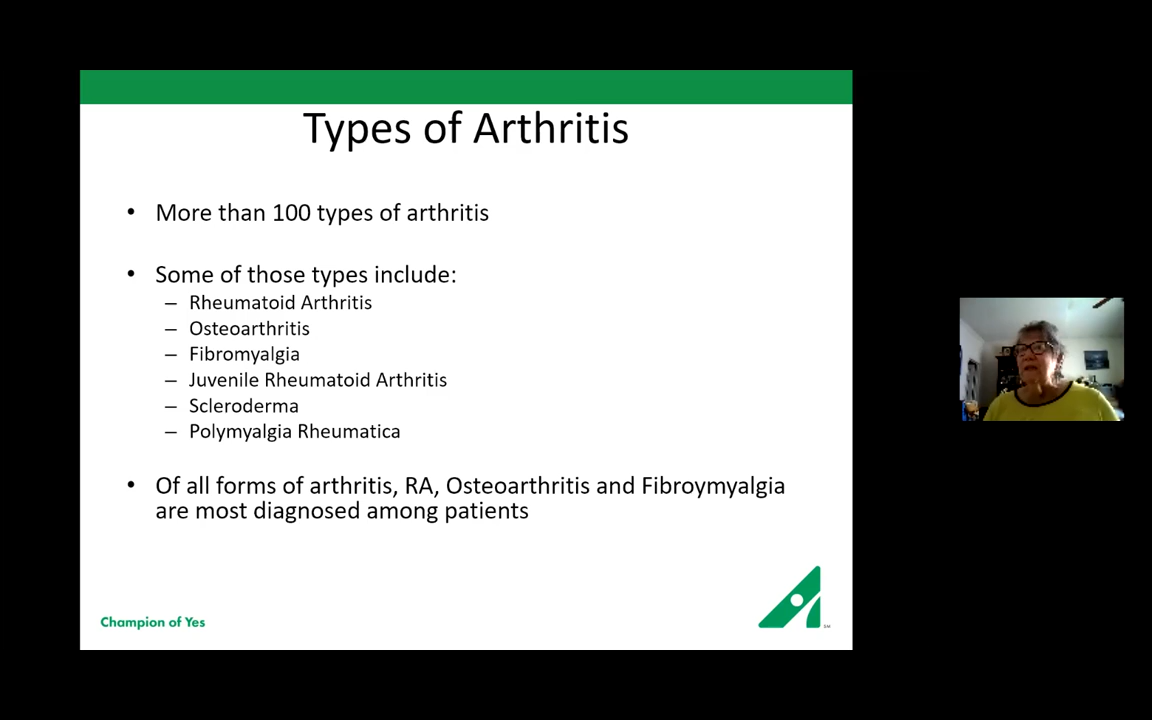 Types of Arthritis
• More than 100 types of arthritis
• Some of those types include:
– Rheumatoid Arthritis
– Osteoarthritis
– Fibromyalgia
– Juvenile Rheumatoid Arthritis
– Scleroderma
– Polymyalgia Rheumatica
• Of all forms of arthritis, RA, Osteoarthritis and Fibroymyalgia
are most diagnosed among patients
Champion of Yes
SM